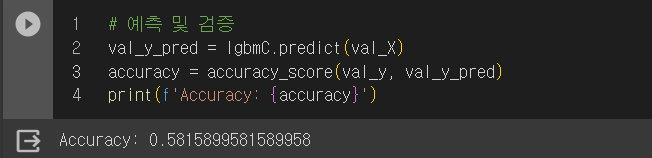 1 # 예측 및 검증
2 val_y_pred = lgbmC.predict(val_X)
3 accuracy = accuracy_score(val_y, val_y_pred)
4 print(f'Accuracy: {accuracy}')
Accuracy: 0.5815899581589958